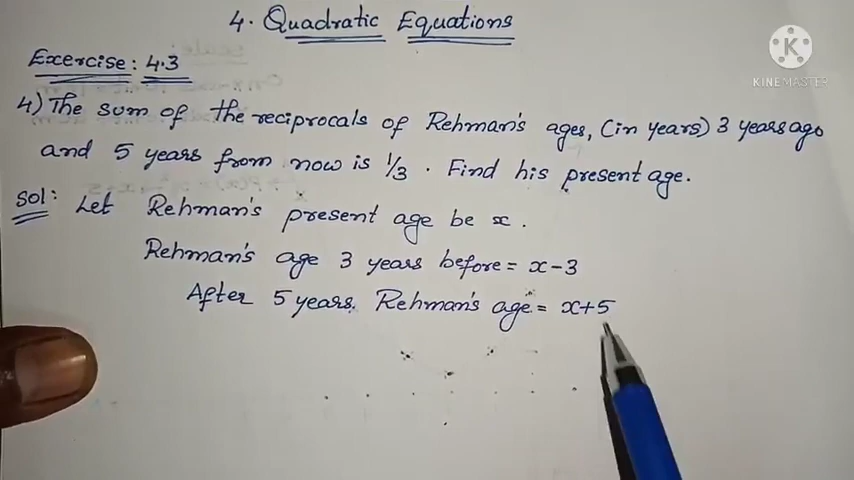 4. Quadratic Equations
K
KINEMASTER
Exercise: 4.3
4) The sum of the reciprocals of Rehman's ages, (in years) 3 years ago
and 5 years from now is 1/3. Find his present age.
Sol: Let Rehman's present age be x.
Rehman's age 3 years before = x-3
After 5 years. Rehman's age = x+5